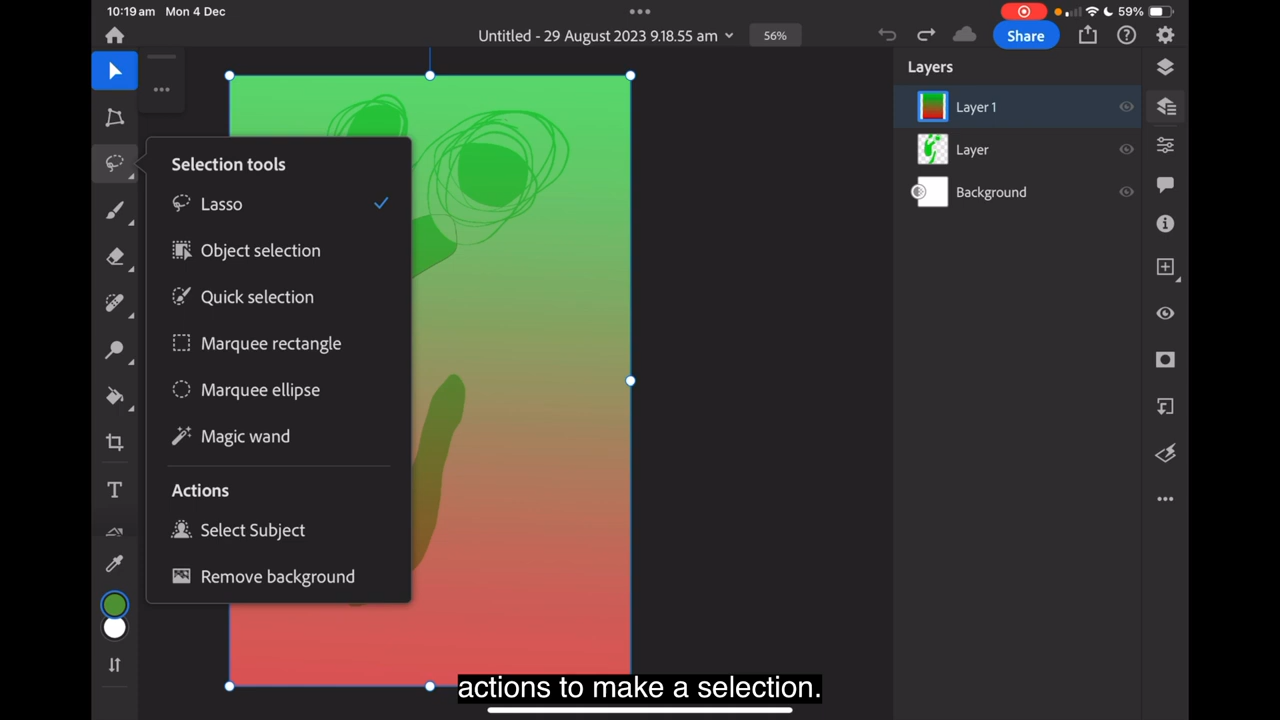 10:19 am Mon 4 Dec
59%
Untitled - 29 August 2023 9.18.55 am
56%
Share
Layers
Layer 1
Layer
Background
Selection tools
Lasso
Object selection
Quick selection
Marquee rectangle
Marquee ellipse
Magic wand
Actions
Select Subject
Remove background
T
actions to make a selection.